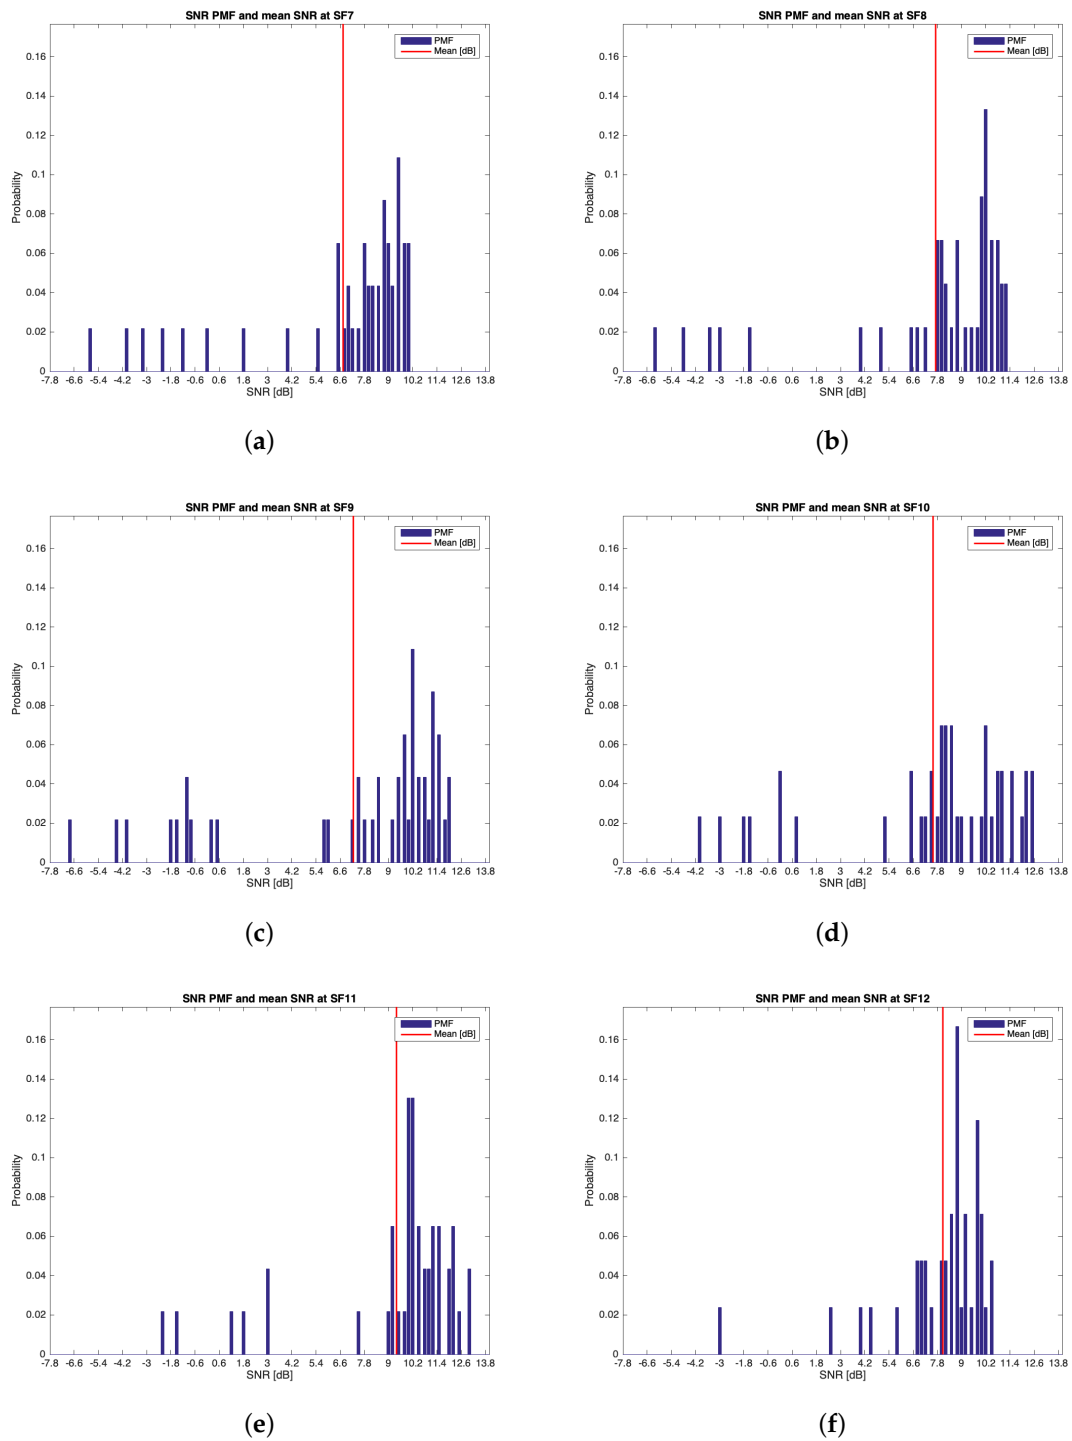 SNR PMF and mean SNR at SF7
PMF
Mean [dB]
0.16
0.14
0.12
0.1
0.08
0.06
0.04
0.02
0
Probability
-7.8 -6.6 -5.4 -4.2 -3 -1.8 -0.6 0.6 1.8 3 4.2 5.4 6.6 7.8 9 10.2 11.4 12.6 13.8
SNR [dB]
(a)
SNR PMF and mean SNR at SF8
PMF
Mean [dB]
0.16
0.14
0.12
0.1
0.08
0.06
0.04
0.02
0
Probability
-7.8 -6.6 -5.4 -4.2 -3 -1.8 -0.6 0.6 1.8 3 4.2 5.4 6.6 7.8 9 10.2 11.4 12.6 13.8
SNR [dB]
(b)
SNR PMF and mean SNR at SF9
PMF
Mean [dB]
0.16
0.14
0.12
0.1
0.08
0.06
0.04
0.02
0
Probability
-7.8 -6.6 -5.4 -4.2 -3 -1.8 -0.6 0.6 1.8 3 4.2 5.4 6.6 7.8 9 10.2 11.4 12.6 13.8
SNR [dB]
(c)
SNR PMF and mean SNR at SF10
PMF
Mean [dB]
0.16
0.14
0.12
0.1
0.08
0.06
0.04
0.02
0
Probability
-7.8 -6.6 -5.4 -4.2 -3 -1.8 -0.6 0.6 1.8 3 4.2 5.4 6.6 7.8 9 10.2 11.4 12.6 13.8
SNR [dB]
(d)
SNR PMF and mean SNR at SF11
PMF
Mean [dB]
0.16
0.14
0.12
0.1
0.08
0.06
0.04
0.02
0
Probability
-7.8 -6.6 -5.4 -4.2 -3 -1.8 -0.6 0.6 1.8 3 4.2 5.4 6.6 7.8 9 10.2 11.4 12.6 13.8
SNR [dB]
(e)
SNR PMF and mean SNR at SF12
PMF
Mean [dB]
0.16
0.14
0.12
0.1
0.08
0.06
0.04
0.02
0
Probability
-7.8 -6.6 -5.4 -4.2 -3 -1.8 -0.6 0.6 1.8 3 4.2 5.4 6.6 7.8 9 10.2 11.4 12.6 13.8
SNR [dB]
(f)